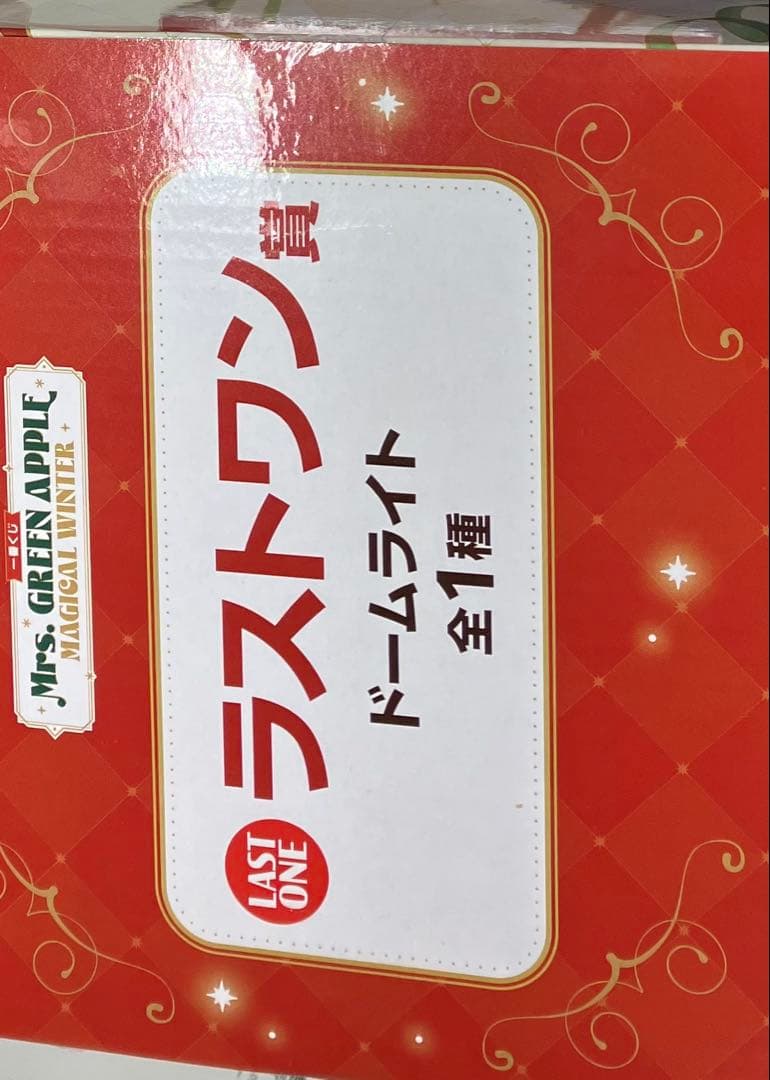 一番くじ
Mrs. GREEN APPLE
MAGICAL WINTER
LAST
ONE
ラストワン賞
ドームライト
全1種